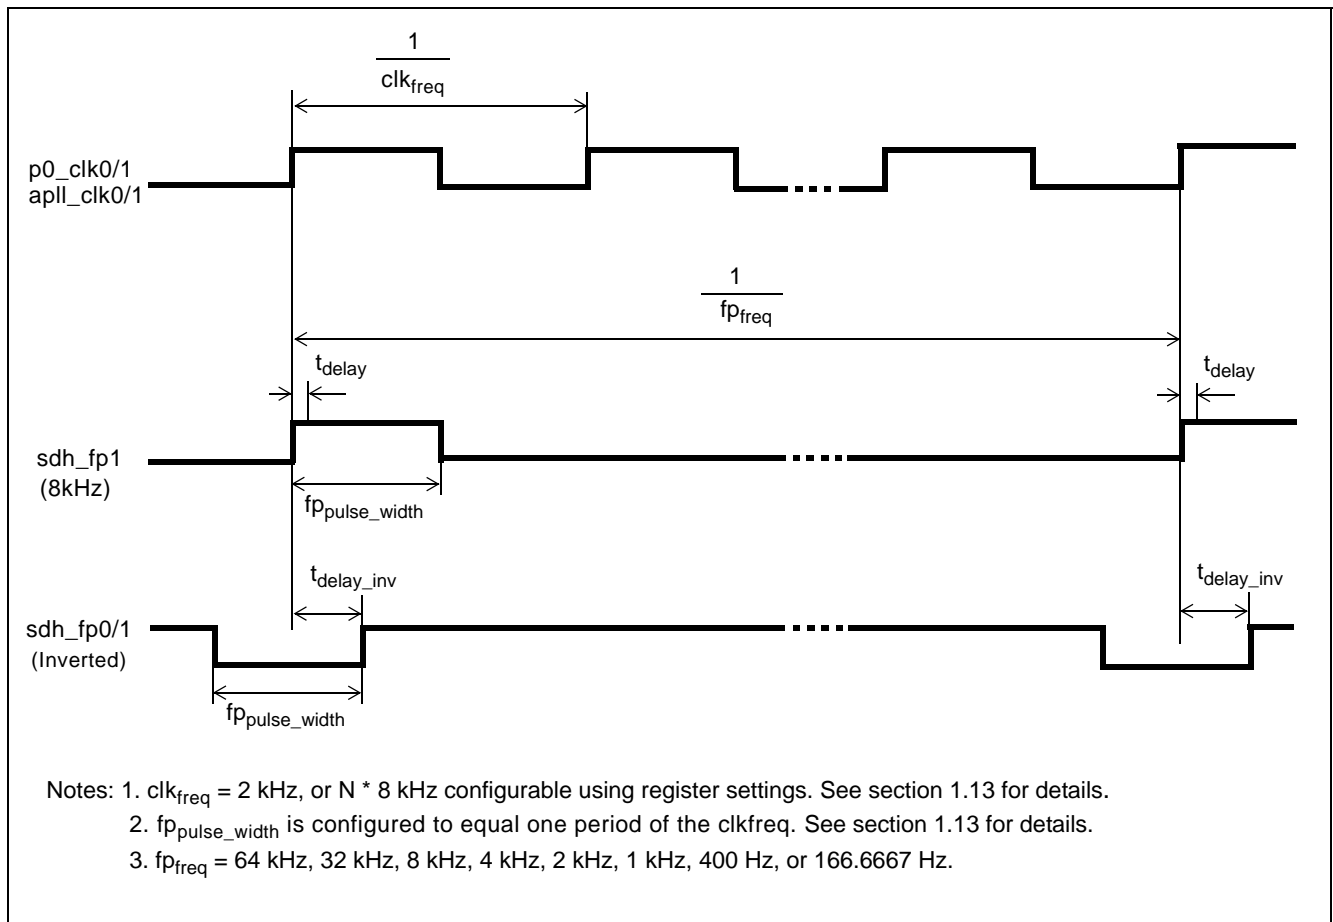 1
clkfreq
p0_clk0/1
apll_clk0/1
1
fpfreq
tdelay
tdelay
sdh_fp1
(8kHz)
fppulse_width
tdelay_inv
tdelay_inv
sdh_fp0/1
(Inverted)
fppulse_width
Notes: 1. clkfreq = 2 kHz, or N * 8 kHz configurable using register settings. See section 1.13 for details.
2. fppulse_width is configured to equal one period of the clkfreq. See section 1.13 for details.
3. fpfreq = 64 kHz, 32 kHz, 8 kHz, 4 kHz, 2 kHz, 1 kHz, 400 Hz, or 166.6667 Hz.